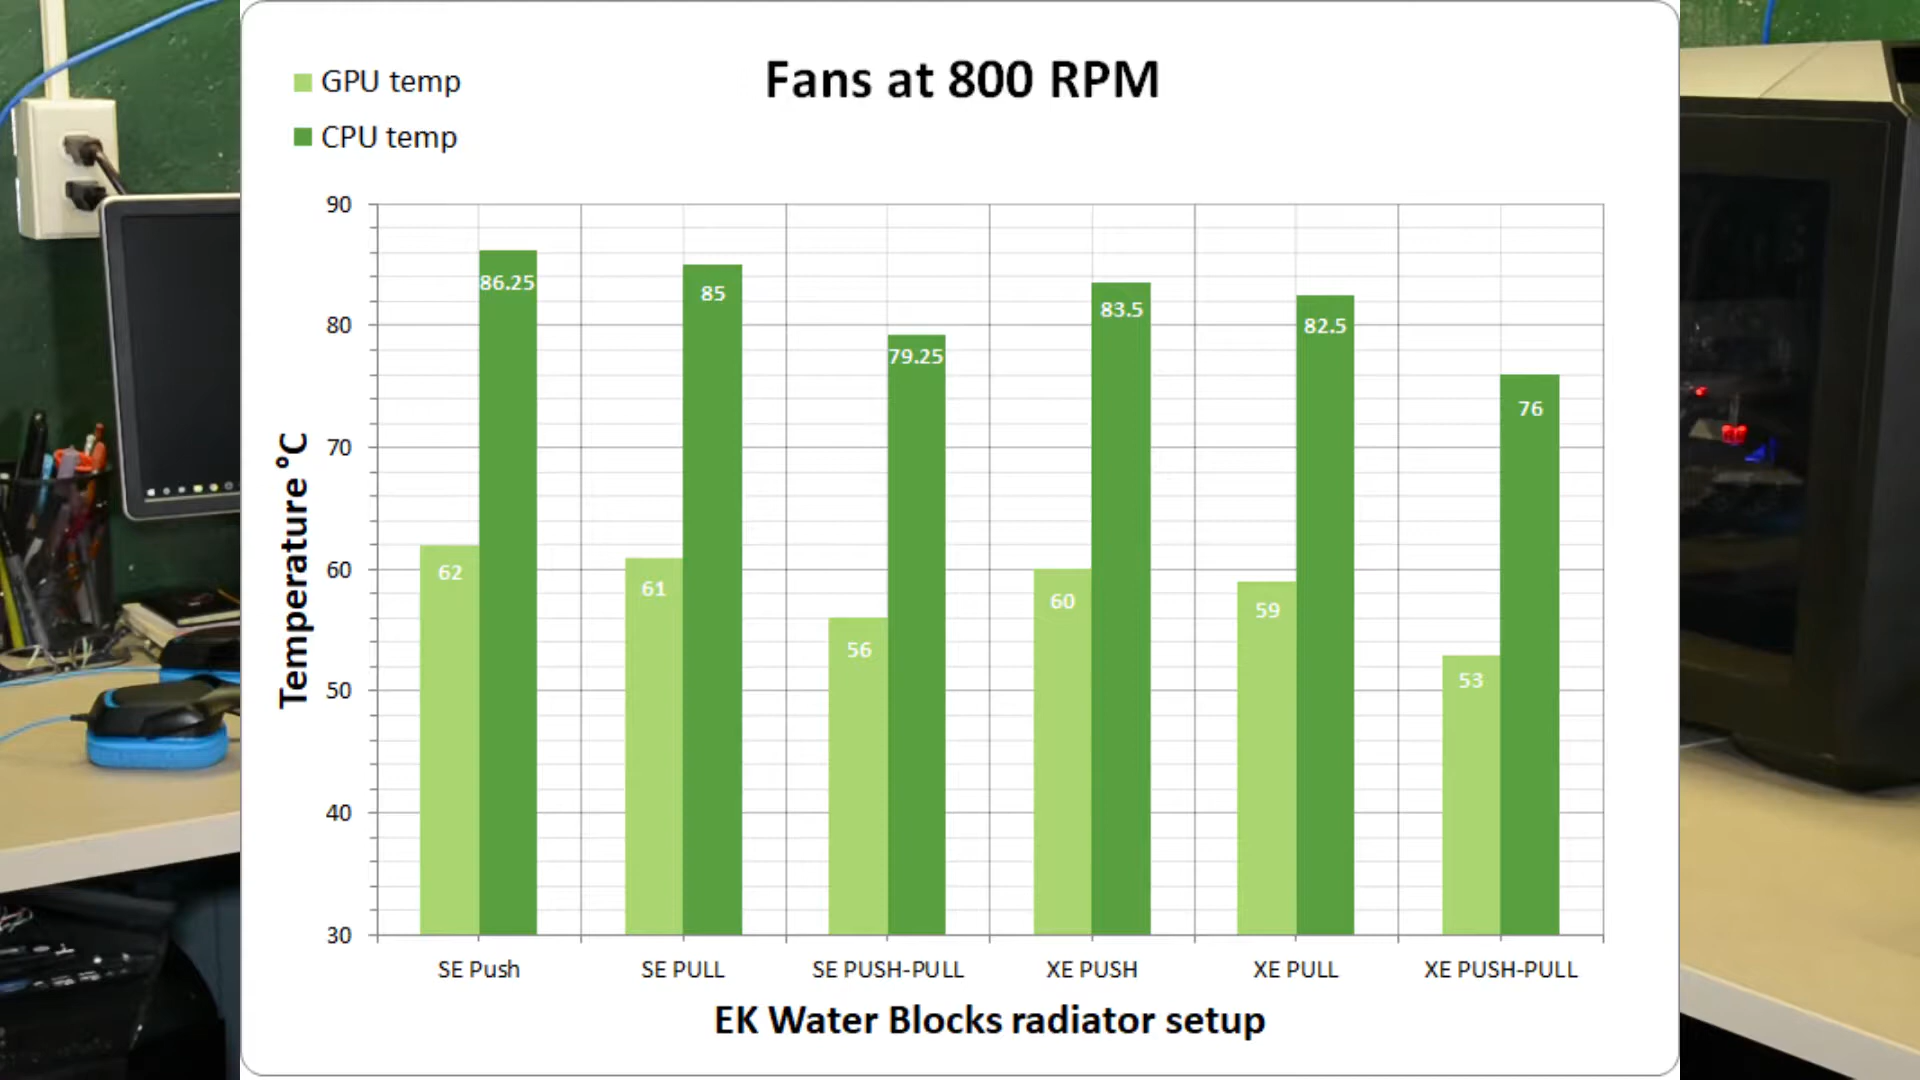 Fans at 800 RPM
GPU temp
CPU temp
Temperature °C
90
80
70
60
50
40
30
62
86.25
61
85
56
79.25
60
83.5
59
82.5
53
76
SE Push
SE PULL
SE PUSH-PULL
XE PUSH
XE PULL
XE PUSH-PULL
EK Water Blocks radiator setup